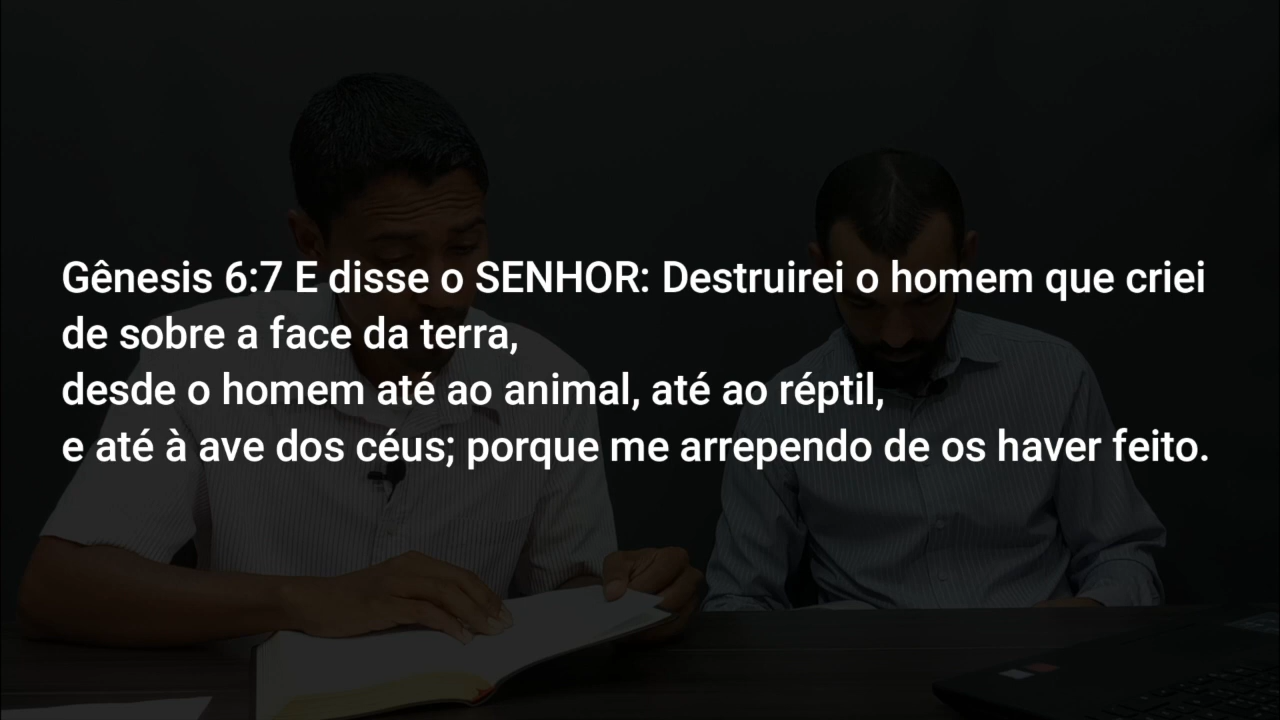 Gênesis 6:7 E disse o SENHOR: Destruirei o homem que criei
de sobre a face da terra,
desde o homem até ao animal, até ao réptil,
e até à ave dos céus; porque me arrependo de os haver feito.